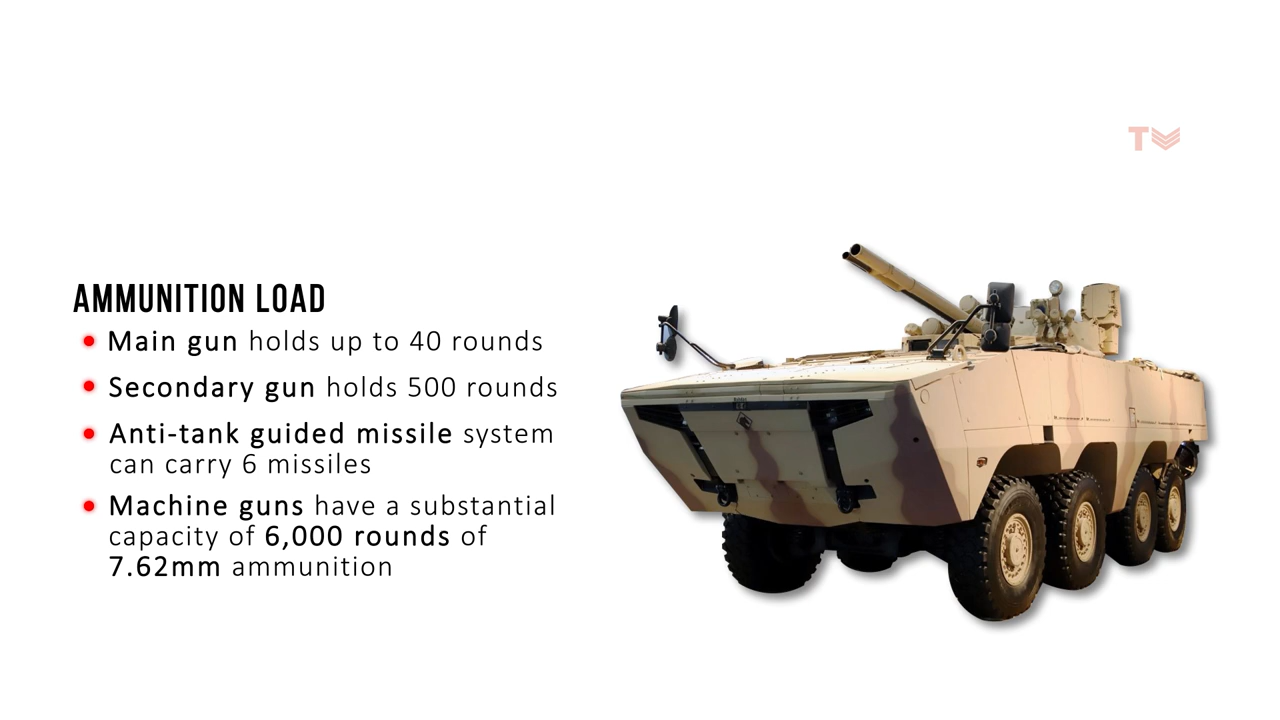 T
AMMUNITION LOAD
Main gun holds up to 40 rounds
Secondary gun holds 500 rounds
Anti-tank guided missile system
can carry 6 missiles
Machine guns have a substantial
capacity of 6,000 rounds of
7.62mm ammunition